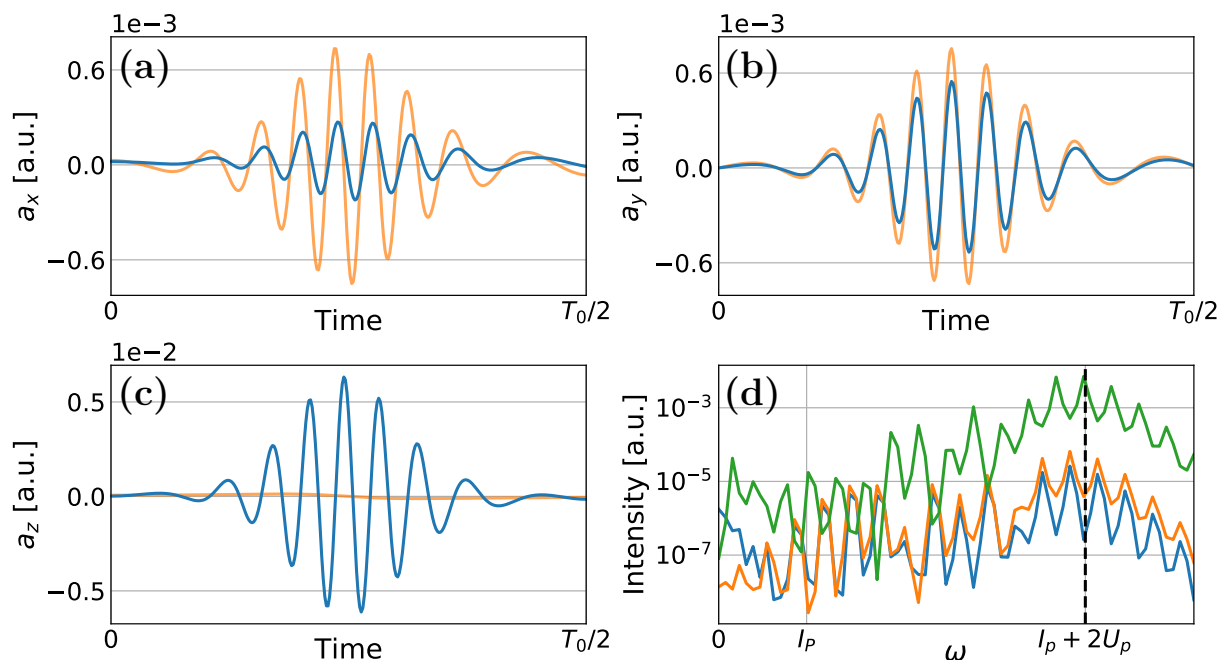 1e−3
(a)
0.6
0.0
−0.6
a_x [a.u.]
0
Time
T_0/2
1e−3
(b)
0.6
0.0
−0.6
a_y [a.u.]
0
Time
T_0/2
1e−2
(c)
0.5
0.0
−0.5
a_z [a.u.]
0
Time
T_0/2
(d)
10^{−3}
10^{−5}
10^{−7}
Intensity [a.u.]
0
I_P
ω
I_p + 2U_p